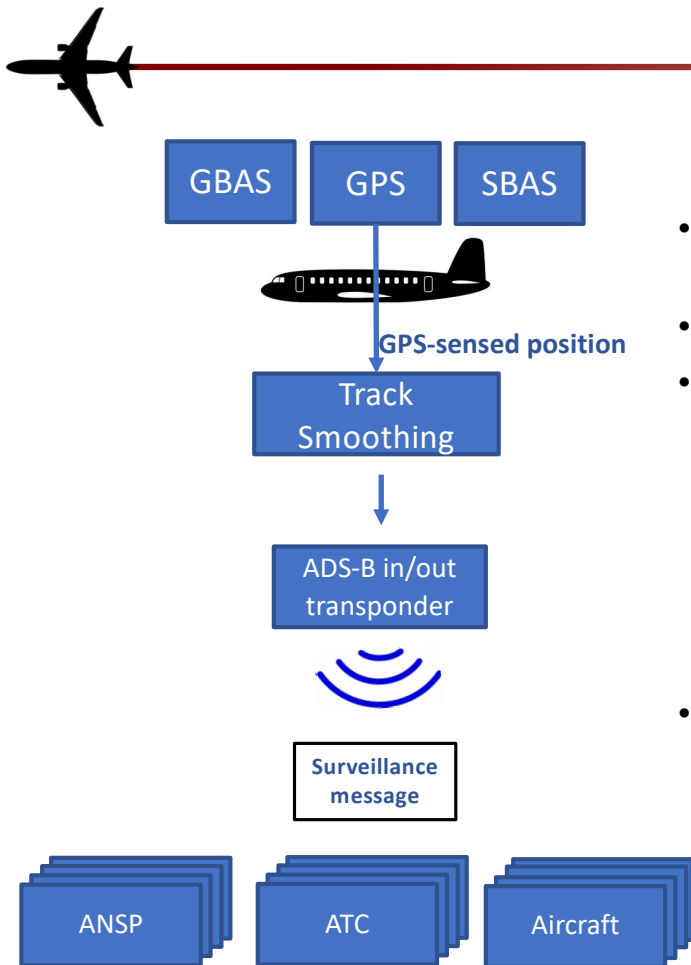 GBAS
GPS
SBAS
•
•
GPS-sensed position
•
Track
Smoothing
ADS-B in/out
transponder
•
Surveillance
message
ANSP
ATC
Aircraft